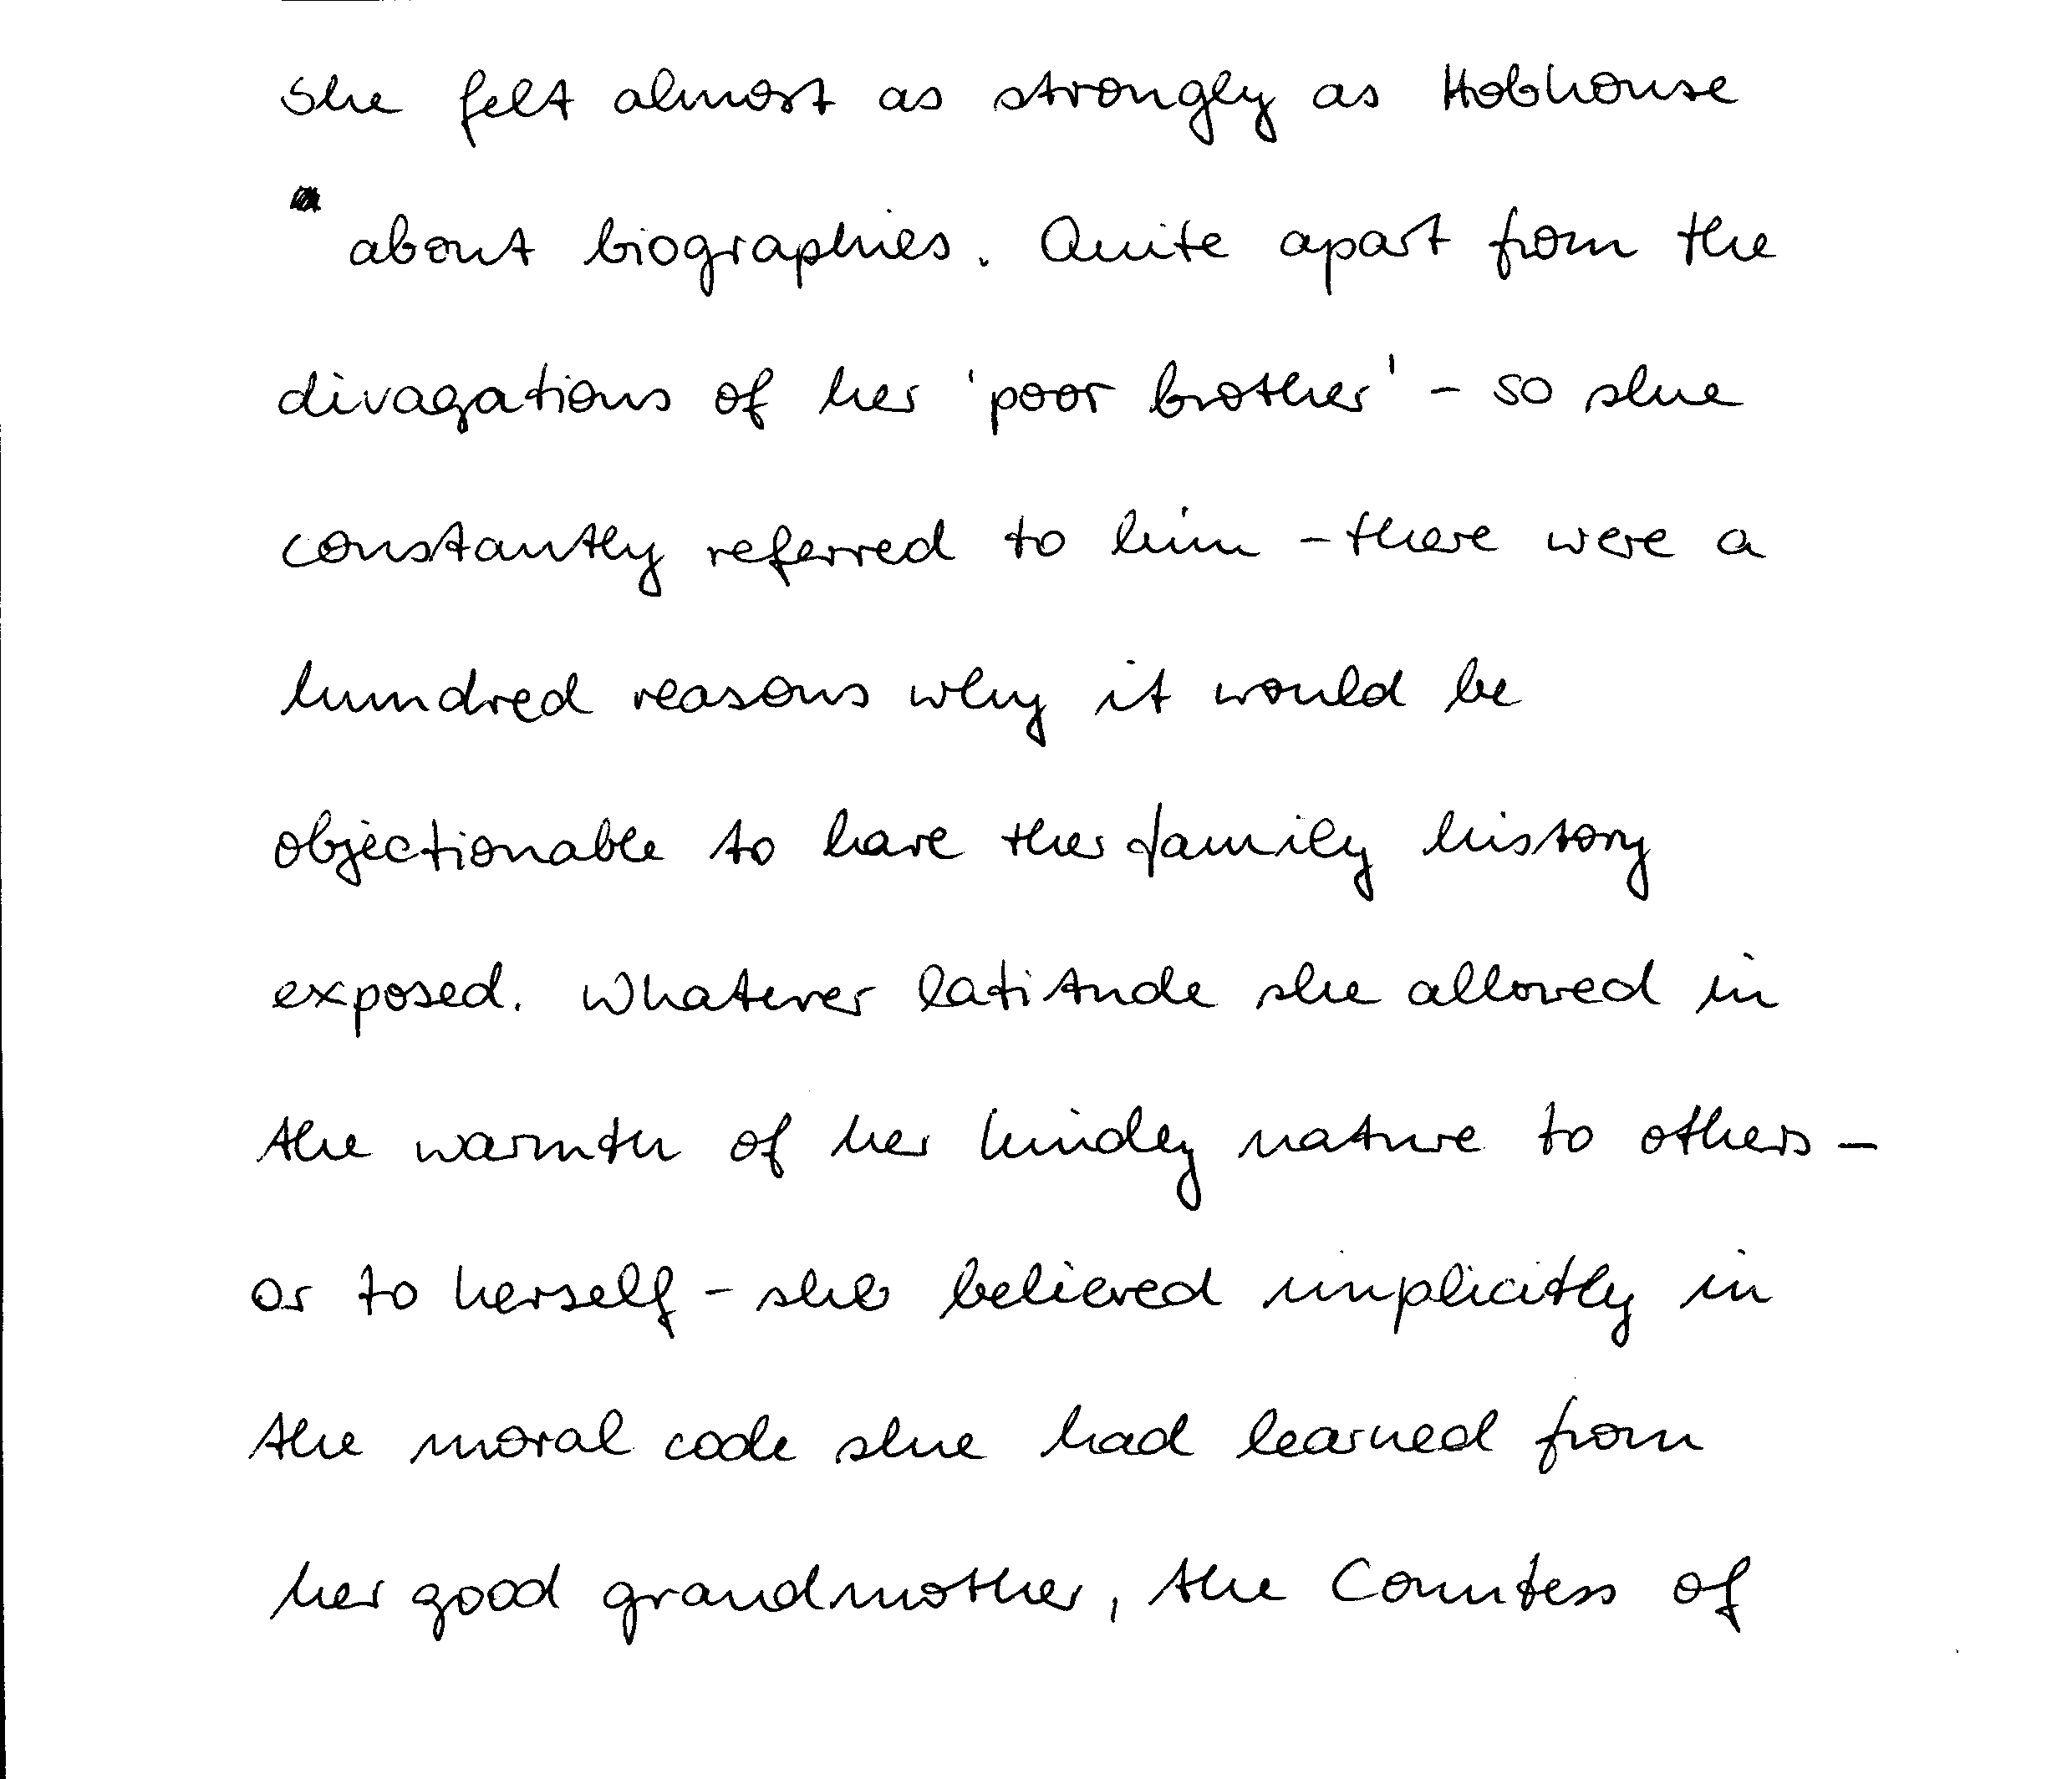 She felt almost as strongly as Hobhouse
about biographies. Quite apart from the
divagations of her 'poor brother' - so she
constantly referred to him - there were a
hundred reasons why it would be
objectionable to have the family history
exposed. Whatever latitude she allowed in
the warmth of her kindly nature to others -
or to herself - she believed implicitly in
the moral code she had learned from
her good grandmother, the Countess of